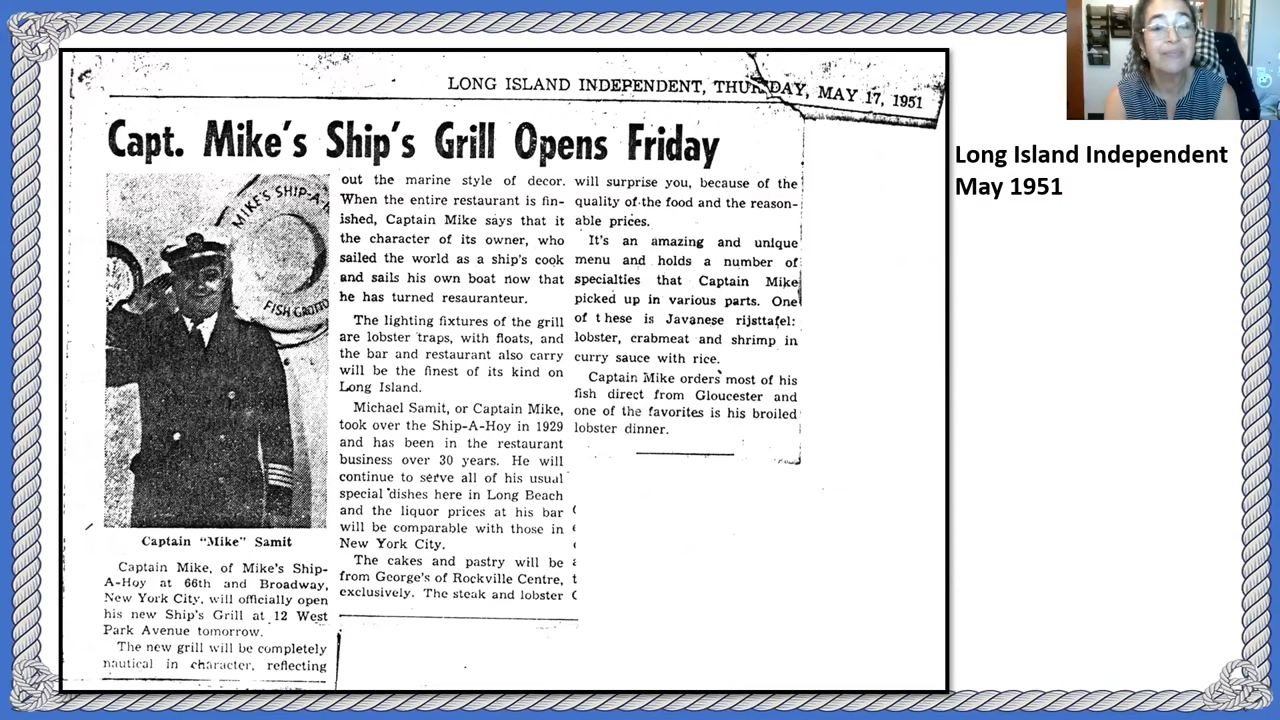 LONG ISLAND INDEPENDENT, THURSDAY, MAY 17, 1951
Capt. Mike's Ship's Grill Opens Friday
MIKE'S SHIP-A-H
FISH GROTTO
Captain "Mike" Samit
Captain Mike, of Mike's Ship-
A-Hoy at 66th and Broadway,
New York City, will officially open
his new Ship's Grill at 12 West
Park Avenue tomorrow.
The new grill will be completely
nautical in character, reflecting
out the marine style of decor.
When the entire restaurant is fin-
ished, Captain Mike says that it
the character of its owner, who
sailed the world as a ship's cook
and sails his own boat now that
he has turned resauranteur.
The lighting fixtures of the grill
are lobster traps, with floats, and
the bar and restaurant also carry
will be the finest of its kind on
Long Island.
Michael Samit, or Captain Mike,
took over the Ship-A-Hoy in 1929
and has been in the restaurant
business over 30 years. He will
continue to serve all of his usual
special dishes here in Long Beach
and the liquor prices at his bar
will be comparable with those in
New York City.
The cakes and pastry will be
from George's of Rockville Centre,
exclusively. The steak and lobster
will surprise you, because of the
quality of the food and the reason-
able prices.
It's an amazing and unique
menu and holds a number of
specialties that Captain Mike
picked up in various parts. One
of these is Javanese rijsttafel:
lobster, crabmeat and shrimp in
curry sauce with rice.
Captain Mike orders most of his
fish direct from Gloucester and
one of the favorites is his broiled
lobster dinner.
Long Island Independent
May 1951